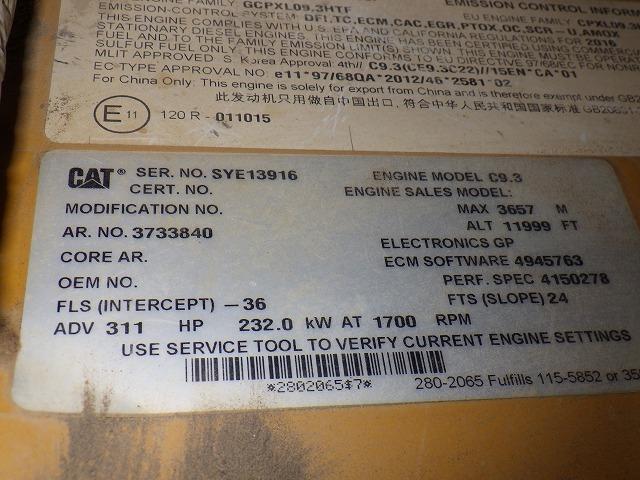 ENGINE FAMILY GCPXL09.3HTF EMISSION CONTROL INFOR
EMISSION-CONTROL SYSTEM: DFI,TC,ECM,CAC,EGR,PTOX,OC,SCR-U,AMOX EU ENGINE FAMILY CPXL09.3
THIS ENGINE COMPLIES WITH U.S. EPA AND CALIFORNIA REGULATIONS FOR 2016
STATIONARY DIESEL ENGINES. THIS ENGINE
FUEL AND TO THE FAMILY EMISSION LIMIT(S) SHOWN. THIS ENGINE MUST BE OPERAT
SULFUR FUEL ONLY. THIS ENGINE CONFORMS TO EU DIRECTIVE 97/68/EC FOR NON
MLIT APPROVED S. Korea Approval: 4thl/ C9.3(CF9.3C22)//15EN*CA*01
EC-TYPE APPROVAL NO: e11*97/68QA*2012/46*2581*02
For China Only: This engine is solely for export from China and is therefore exempt under GB2
此发动机只用做自中国出口, 符合中华人民共和国国家标准 GB20891-
E 11 120 R - 011015
CAT® SER. NO. SYE13916 ENGINE MODEL C9.3
CERT. NO. ENGINE SALES MODEL:
MODIFICATION NO. MAX 3657 M
ALT 11999 FT
AR. NO. 3733840 ELECTRONICS GP
CORE AR. ECM SOFTWARE 4945763
OEM NO. PERF. SPEC 4150278
FLS (INTERCEPT) -36 FTS (SLOPE) 24
ADV 311 HP 232.0 kW AT 1700 RPM
USE SERVICE TOOL TO VERIFY CURRENT ENGINE SETTINGS
*2802065$7* 280-2065 Fulfills 115-5852 or 35